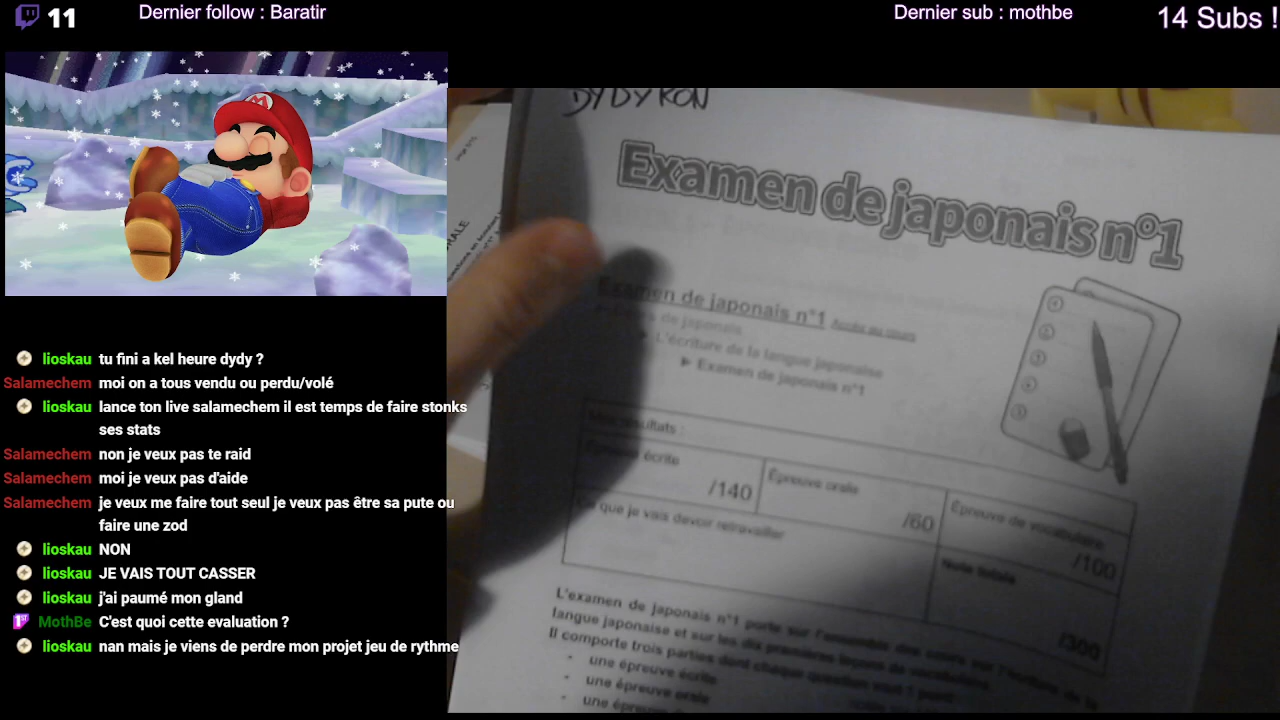 11
Dernier follow : Baratir
Dernier sub : mothbe
14 Subs !
lioskau tu fini a kel heure dydy ?
Salamechem moi on a tous vendu ou perdu/volé
lioskau lance ton live salamechem il est temps de faire stonks
ses stats
Salamechem non je veux pas te raid
Salamechem moi je veux pas d'aide
Salamechem je veux me faire tout seul je veux pas être sa pute ou
faire une zod
lioskau NON
lioskau JE VAIS TOUT CASSER
lioskau j'ai paumé mon gland
MothBe C'est quoi cette evaluation ?
lioskau nan mais je viens de perdre mon projet jeu de rythme
DYDYKON
Examen de japonais n°1
Examen de japonais n°1 Accès au cours
de japonais
L'écriture de la langue japonaise
▶ Examen de japonais n°1
résultats :
écrite
/140
Épreuve orale
/60
Épreuve de vocabulaire
/100
que je vais devoir retravailler
Note totale
/300
L'examen de japonais n°1 porte sur l'ensemble des cours sur l'écriture de la
langue japonaise et sur les dix premières leçons de vocabulaire.
Il comporte trois parties dont chaque question vaut 1 point :
- une épreuve écrite
- une épreuve orale
- une